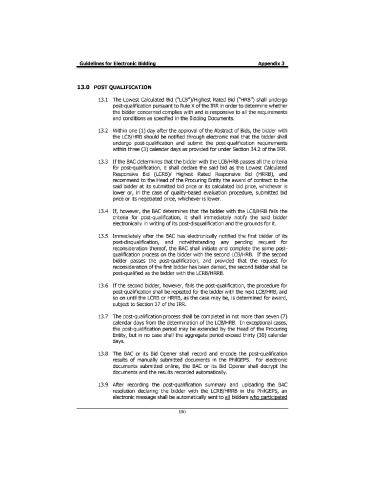 Guidelines for Electronic Bidding Appendix 3
13.0 POST QUALIFICATION
13.1 The Lowest Calculated Bid ("LCB")/Highest Rated Bid ("HRB") shall undergo
post-qualification pursuant to Rule X of the IRR in order to determine whether
the bidder concerned complies with and is responsive to all the requirements
and conditions as specified in the Bidding Documents.
13.2 Within one (1) day after the approval of the Abstract of Bids, the bidder with
the LCB/HRB should be notified through electronic mail that the bidder shall
undergo post-qualification and submit the post-qualification requirements
within three (3) calendar days as provided for under Section 34.2 of the IRR.
13.3 If the BAC determines that the bidder with the LCB/HRB passes all the criteria
for post-qualification, it shall declare the said bid as the Lowest Calculated
Responsive Bid (LCRB)/ Highest Rated Responsive Bid (HRRB), and
recommend to the Head of the Procuring Entity the award of contract to the
said bidder at its submitted bid price or its calculated bid price, whichever is
lower or, in the case of quality-based evaluation procedure, submitted bid
price or its negotiated price, whichever is lower.
13.4 If, however, the BAC determines that the bidder with the LCB/HRB fails the
criteria for post-qualification, it shall immediately notify the said bidder
electronically in writing of its post-disqualification and the grounds for it.
13.5 Immediately after the BAC has electronically notified the first bidder of its
post-disqualification, and notwithstanding any pending request for
reconsideration thereof, the BAC shall initiate and complete the same post-
qualification process on the bidder with the second LCB/HRB. If the second
bidder passes the post-qualification, and provided that the request for
reconsideration of the first bidder has been denied, the second bidder shall be
post-qualified as the bidder with the LCRB/HRRB.
13.6 If the second bidder, however, fails the post-qualification, the procedure for
post-qualification shall be repeated for the bidder with the next LCB/HRB, and
so on until the LCRB or HRRB, as the case may be, is determined for award,
subject to Section 37 of the IRR.
13.7 The post-qualification process shall be completed in not more than seven (7)
calendar days from the determination of the LCB/HRB. In exceptional cases,
the post-qualification period may be extended by the Head of the Procuring
Entity, but in no case shall the aggregate period exceed thirty (30) calendar
days.
13.8 The BAC or its Bid Opener shall record and encode the post-qualification
results of manually submitted documents in the PhilGEPS. For electronic
documents submitted online, the BAC or its Bid Opener shall decrypt the
documents and the results recorded automatically.
13.9 After recording the post-qualification summary and uploading the BAC
resolution declaring the bidder with the LCRB/HRRB in the PhilGEPS, an
electronic message shall be automatically sent to all bidders who participated